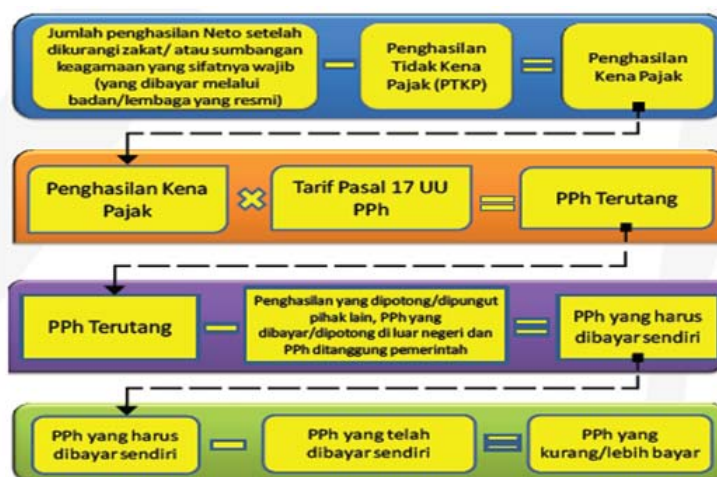 Jumlah penghasilan Neto setelah
dikurangi zakat/ atau sumbangan
keagamaan yang sifatnya wajib
(yang dibayar melalui
badan/lembaga yang resmi)
Penghasilan
Tidak Kena
Pajak (PTKP)
Penghasilan
Kena Pajak
Penghasilan Kena
Pajak
Tarif Pasal 17 UU
PPh
PPh Terutang
PPh Terutang
Penghasilan yang dipotong/dipungut
pihak lain, PPh yang
dibayar/dipotong di luar negeri dan
PPh ditanggung pemerintah
PPh yang harus
dibayar sendiri
PPh yang harus
dibayar sendiri
PPh yang telah
dibayar sendiri
PPh yang
kurang/lebih bayar